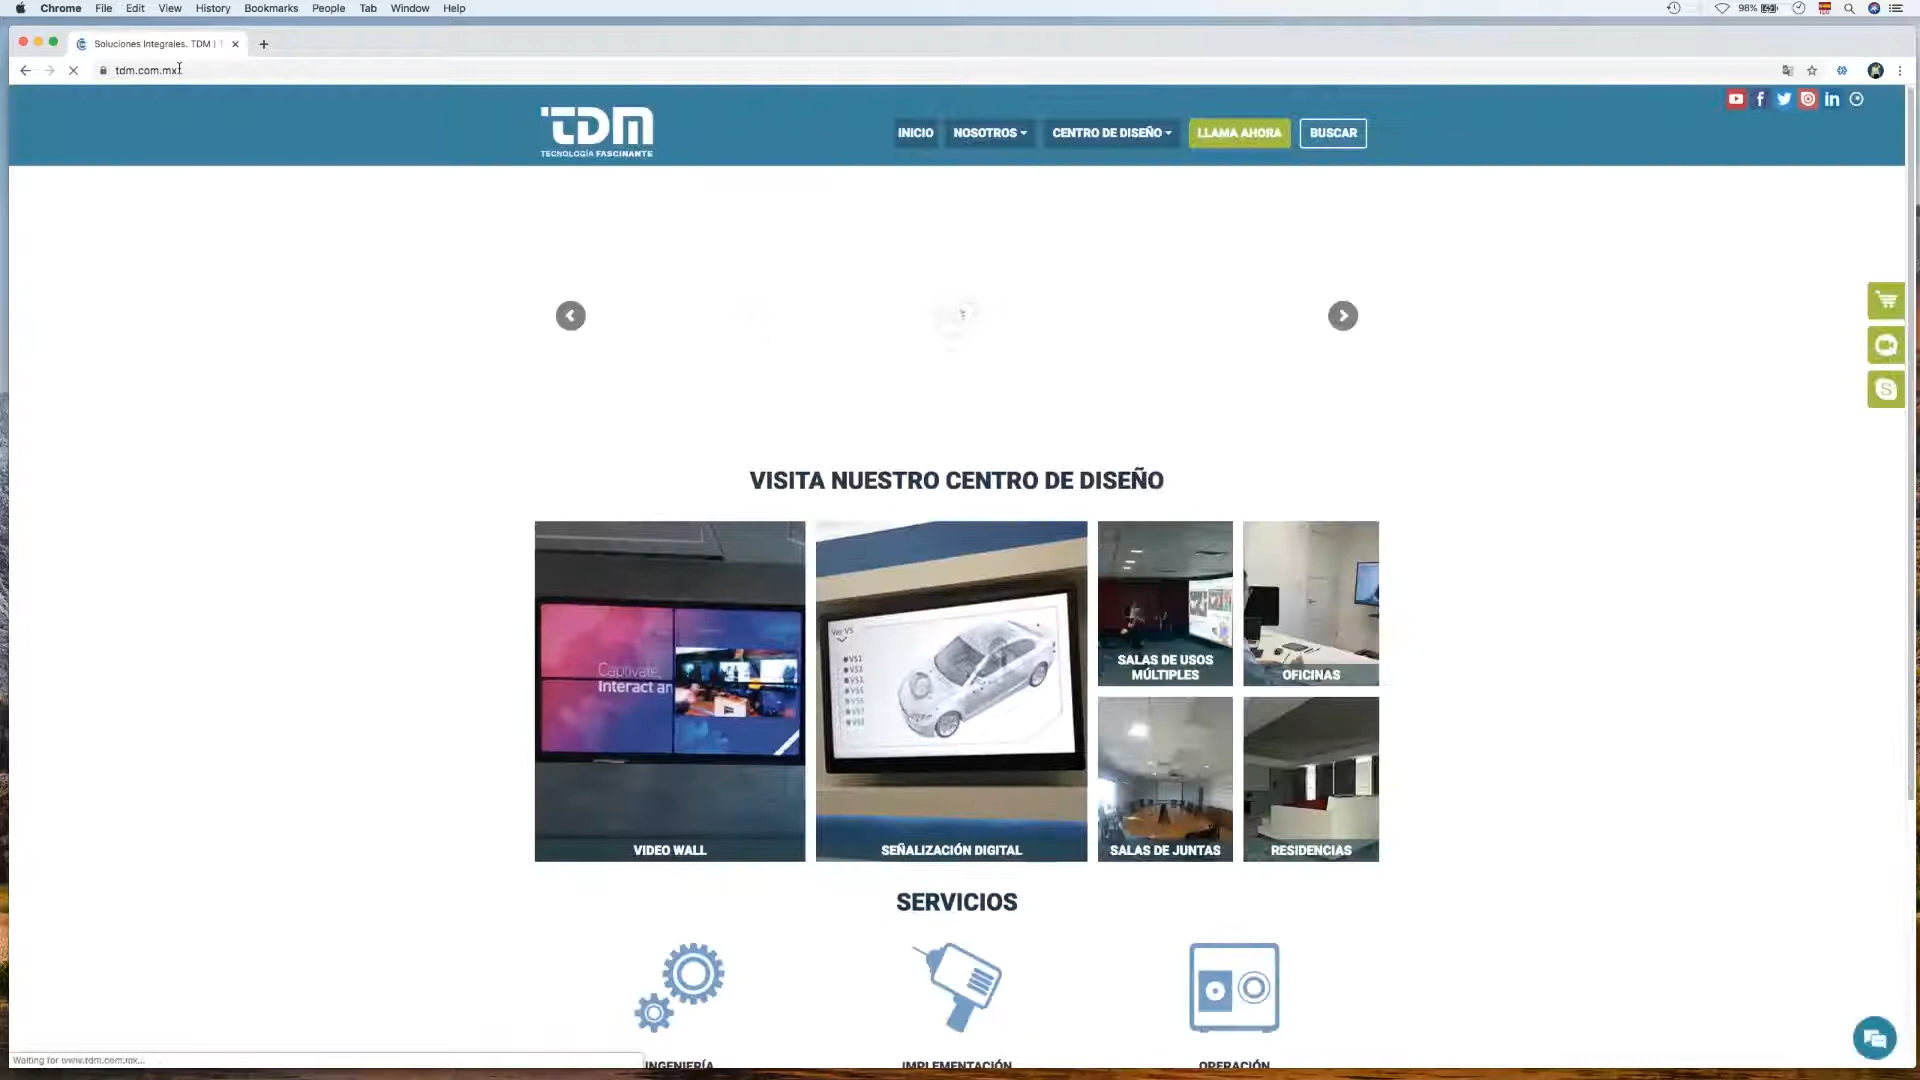 Chrome File Edit View History Bookmarks People Tab Window Help
98%
Soluciones Integrales. TDM |
tdm.com.mx
TDM
TECNOLOGÍA FASCINANTE
INICIO NOSOTROS CENTRO DE DISEÑO LLAMA AHORA BUSCAR
VISITA NUESTRO CENTRO DE DISEÑO
Captivate,
Interact an
Ver VS
VS1
SALAS DE USOS
MÚLTIPLES
OFICINAS
VIDEO WALL
SEÑALIZACIÓN DIGITAL
SALAS DE JUNTAS
RESIDENCIAS
SERVICIOS
INGENIERÍA IMPLEMENTACIÓN OPERACIÓN
Waiting for www.tdm.com.mx...